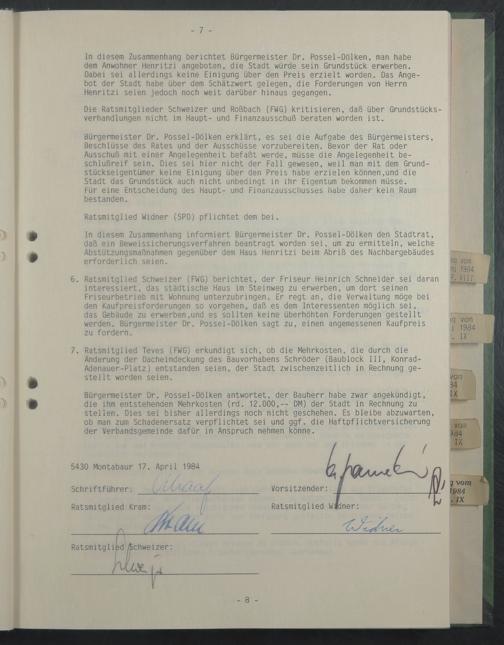 - 7 -
In diesem Zusammenhang berichtet Bürgermeister Dr. Possel-Dölken, man habe
dem Anwohner Henritzi angeboten, die Stadt würde sein Grundstück erwerben.
Dabei sei allerdings keine Einigung über den Preis erzielt worden. Das Ange-
bot der Stadt habe über dem Schätzwert gelegen, die Forderungen von Herrn
Henritzi seien jedoch noch weit darüber hinaus gegangen.
Die Ratsmitglieder Schweizer und Roßbach (FWG) kritisieren, daß über Grundstücks-
verhandlungen nicht im Haupt- und Finanzausschuß beraten worden ist.
Bürgermeister Dr. Possel-Dölken erklärt, es sei die Aufgabe des Bürgermeisters,
Beschlüsse des Rates und der Ausschüsse vorzubereiten. Bevor der Rat oder
Ausschuß mit einer Angelegenheit befaßt werde, müsse die Angelegenheit be-
schlußreif sein. Dies sei hier nicht der Fall gewesen, weil man mit dem Grund-
stückseigentümer keine Einigung über den Preis habe erzielen können,und die
Stadt das Grundstück auch nicht unbedingt in ihr Eigentum bekommen müsse.
Für eine Entscheidung des Haupt- und Finanzausschusses habe daher kein Raum
bestanden.
Ratsmitglied Widner (SPD) pflichtet dem bei.
In diesem Zusammenhang informiert Bürgermeister Dr. Possel-Dölken den Stadtrat,
daß ein Beweissicherungsverfahren beantragt worden sei, um zu ermitteln, welche
Abstützungsmaßnahmen gegenüber dem Haus Henritzi beim Abriß des Nachbargebäudes
erforderlich seien.
6. Ratsmitglied Schweizer (FWG) berichtet, der Friseur Heinrich Schneider sei daran
interessiert, das städtische Haus im Steinweg zu erwerben, um dort seinen
Friseurbetrieb mit Wohnung unterzubringen. Er regt an, die Verwaltung möge bei
den Kaufpreisforderungen so vorgehen, daß es dem Interessenten möglich sei,
das Gebäude zu erwerben,und es sollten keine überhöhten Forderungen gestellt
werden. Bürgermeister Dr. Possel-Dölken sagt zu, einen angemessenen Kaufpreis
zu fordern.
7. Ratsmitglied Teves (FWG) erkundigt sich, ob die Mehrkosten, die durch die
Änderung der Dacheindeckung des Bauvorhabens Schröder (Baublock III, Konrad-
Adenauer-Platz) entstanden seien, der Stadt zwischenzeitlich in Rechnung ge-
stellt worden seien.
Bürgermeister Dr. Possel-Dölken antwortet, der Bauherr habe zwar angekündigt,
die ihm entstehenden Mehrkosten (rd. 12.000,-- DM) der Stadt in Rechnung zu
stellen. Dies sei bisher allerdings noch nicht geschehen. Es bleibe abzuwarten,
ob man zum Schadensersatz verpflichtet sei und ggf. die Haftpflichtversicherung
der Verbandsgemeinde dafür in Anspruch nehmen könne.
5430 Montabaur 17. April 1984
Schriftführer: Vorsitzender:
Ratsmitglied Kram: Ratsmitglied Widner:
Kram Widner
Ratsmitglied Schweizer:
- 8 -